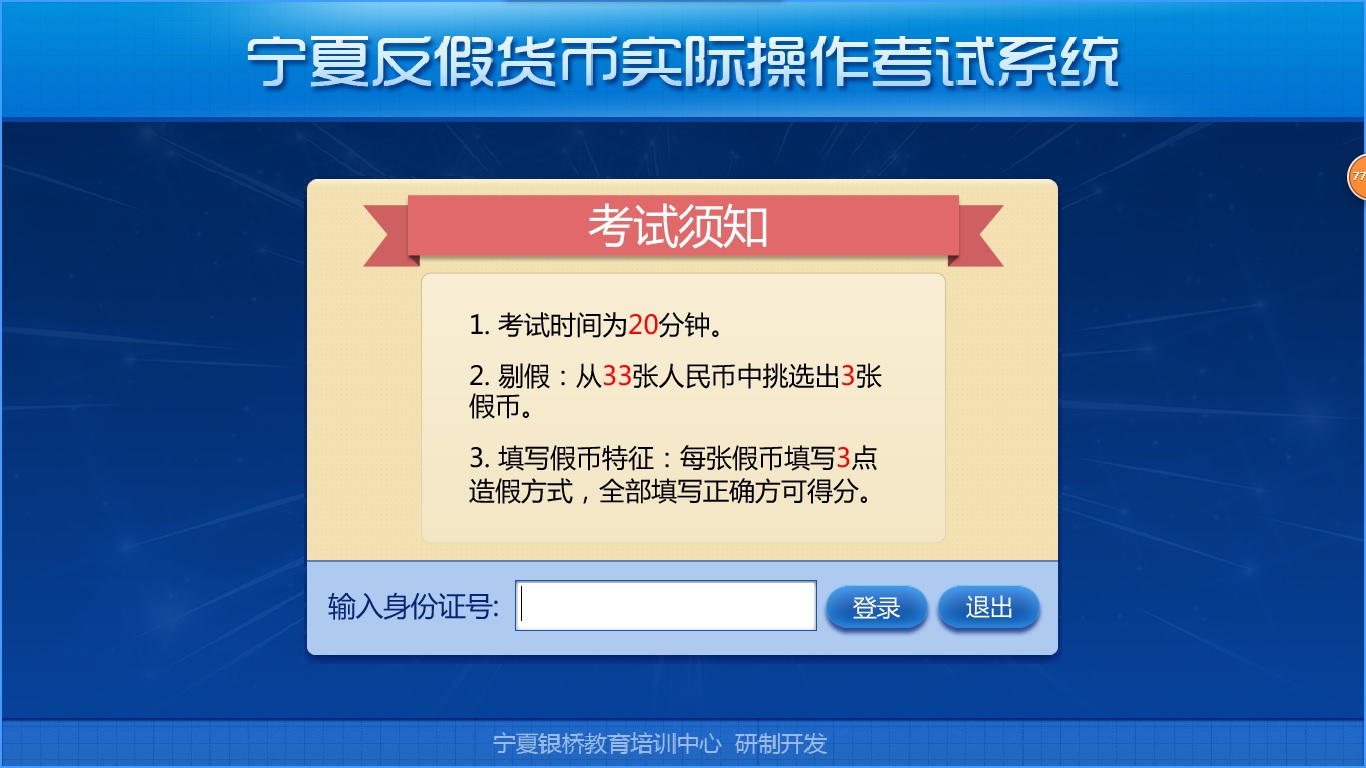 宁夏反假货币实际操作考试系统
77
考试须知
1. 考试时间为20分钟。
2. 剔假：从33张人民币中挑选出3张
假币。
3. 填写假币特征：每张假币填写3点
造假方式，全部填写正确方可得分。
输入身份证号: 登录 退出
宁夏银桥教育培训中心 研制开发